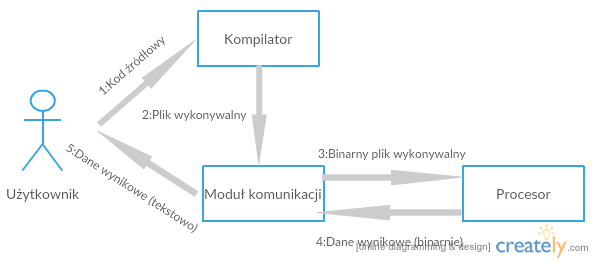 Kompilator
1:Kod źródłowy
2:Plik wykonywalny
5:Dane wynikowe (tekstowo)
3:Binarny plik wykonywalny
Użytkownik
Moduł komunikacji
Procesor
4:Dane wynikowe (binarnie)
[online diagramming & design]
creately.com